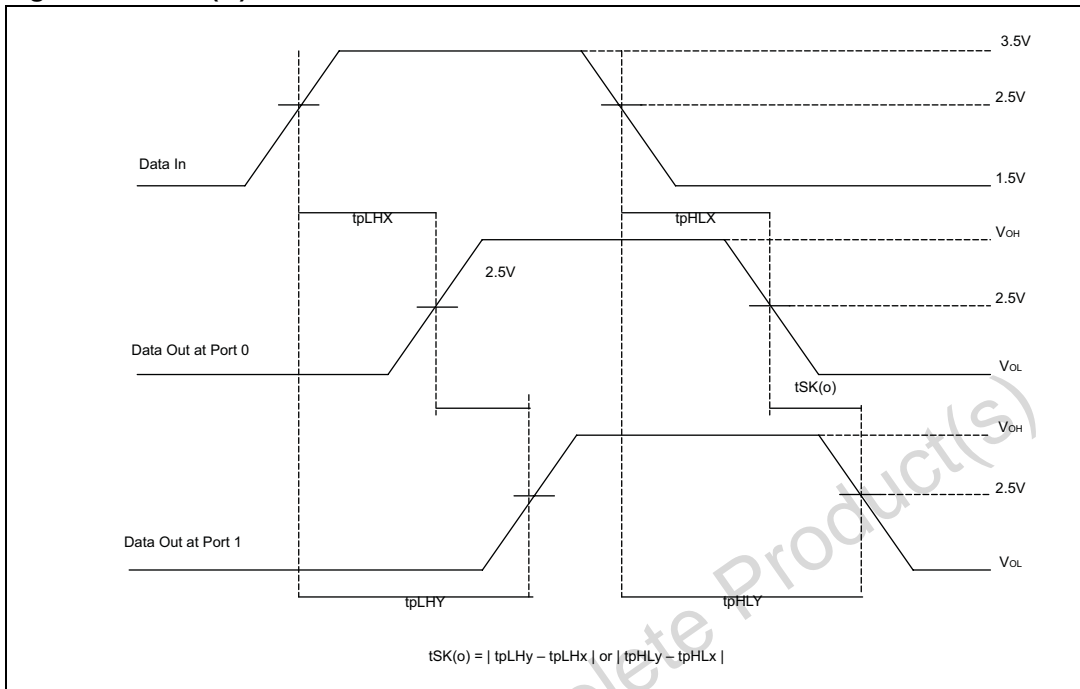 3.5V
2.5V
Data In
1.5V
tpLHX
tpHLX
VOH
2.5V
2.5V
Data Out at Port 0
VOL
tSK(o)
VOH
2.5V
Data Out at Port 1
VOL
tpLHY
tpHLY
tSK(o) = | tpLHy – tpLHx | or | tpHLy – tpHLx |
lete Product(s)